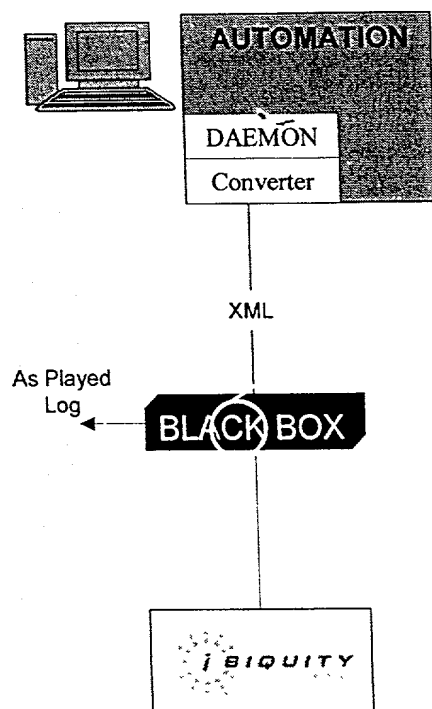 AUTOMATION
DAEMON
Converter
XML
As Played
Log
BLACK BOX
iBIQUITY